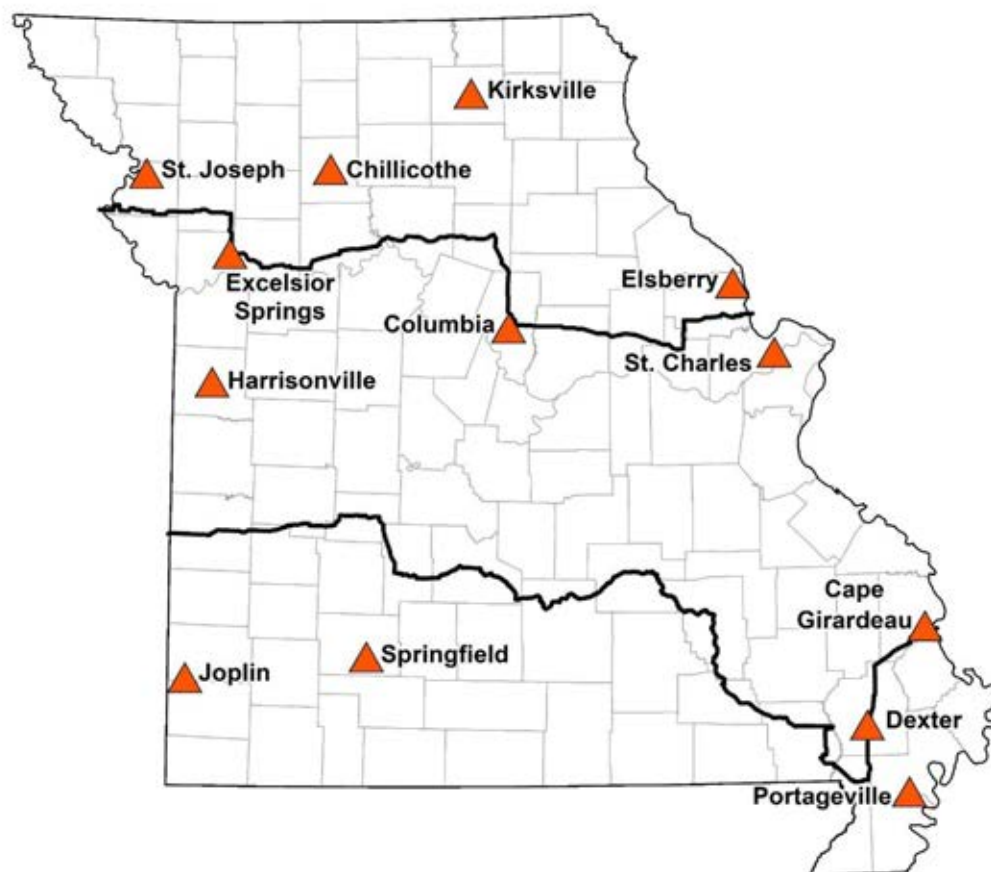 Kirksville
St. Joseph
Chillicothe
Excelsior
Springs
Elsberry
Columbia
St. Charles
Harrisonville
Cape
Girardeau
Springfield
Joplin
Dexter
Portageville